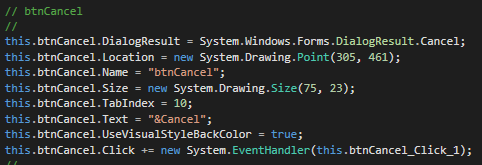 // btnCancel
//
this.btnCancel.DialogResult = System.Windows.Forms.DialogResult.Cancel;
this.btnCancel.Location = new System.Drawing.Point(305, 461);
this.btnCancel.Name = "btnCancel";
this.btnCancel.Size = new System.Drawing.Size(75, 23);
this.btnCancel.TabIndex = 10;
this.btnCancel.Text = "&Cancel";
this.btnCancel.UseVisualStyleBackColor = true;
this.btnCancel.Click += new System.EventHandler(this.btnCancel_Click_1);
//